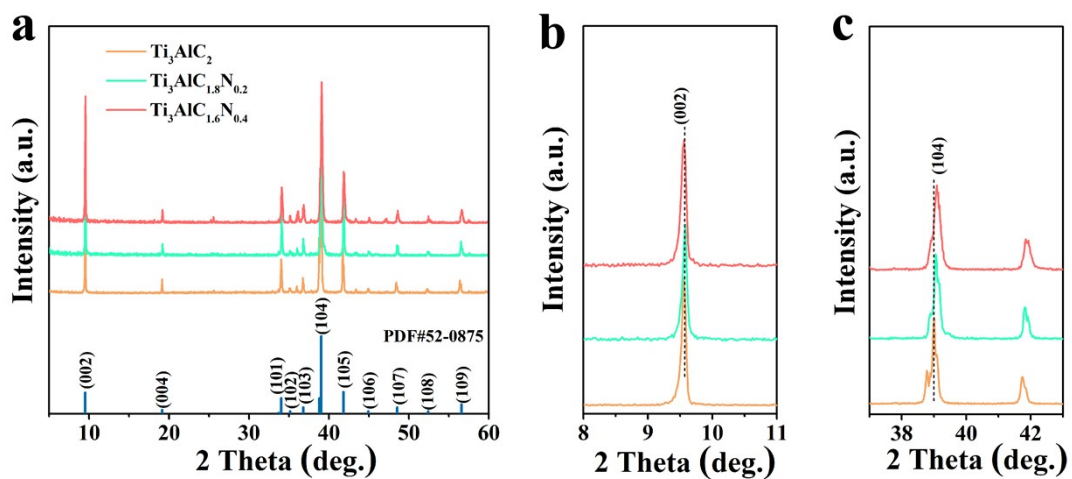 a
Intensity (a.u.)
Ti₃AlC₂
Ti₃AlC₁.₈N₀.₂
Ti₃AlC₁.₆N₀.₄
PDF#52-0875
(002)
(004)
(101)
(102)
(103)
(104)
(105)
(106)
(107)
(108)
(109)
10 20 30 40 50 60
2 Theta (deg.)
b
Intensity (a.u.)
(002)
8 9 10 11
2 Theta (deg.)
c
Intensity (a.u.)
(104)
38 40 42
2 Theta (deg.)